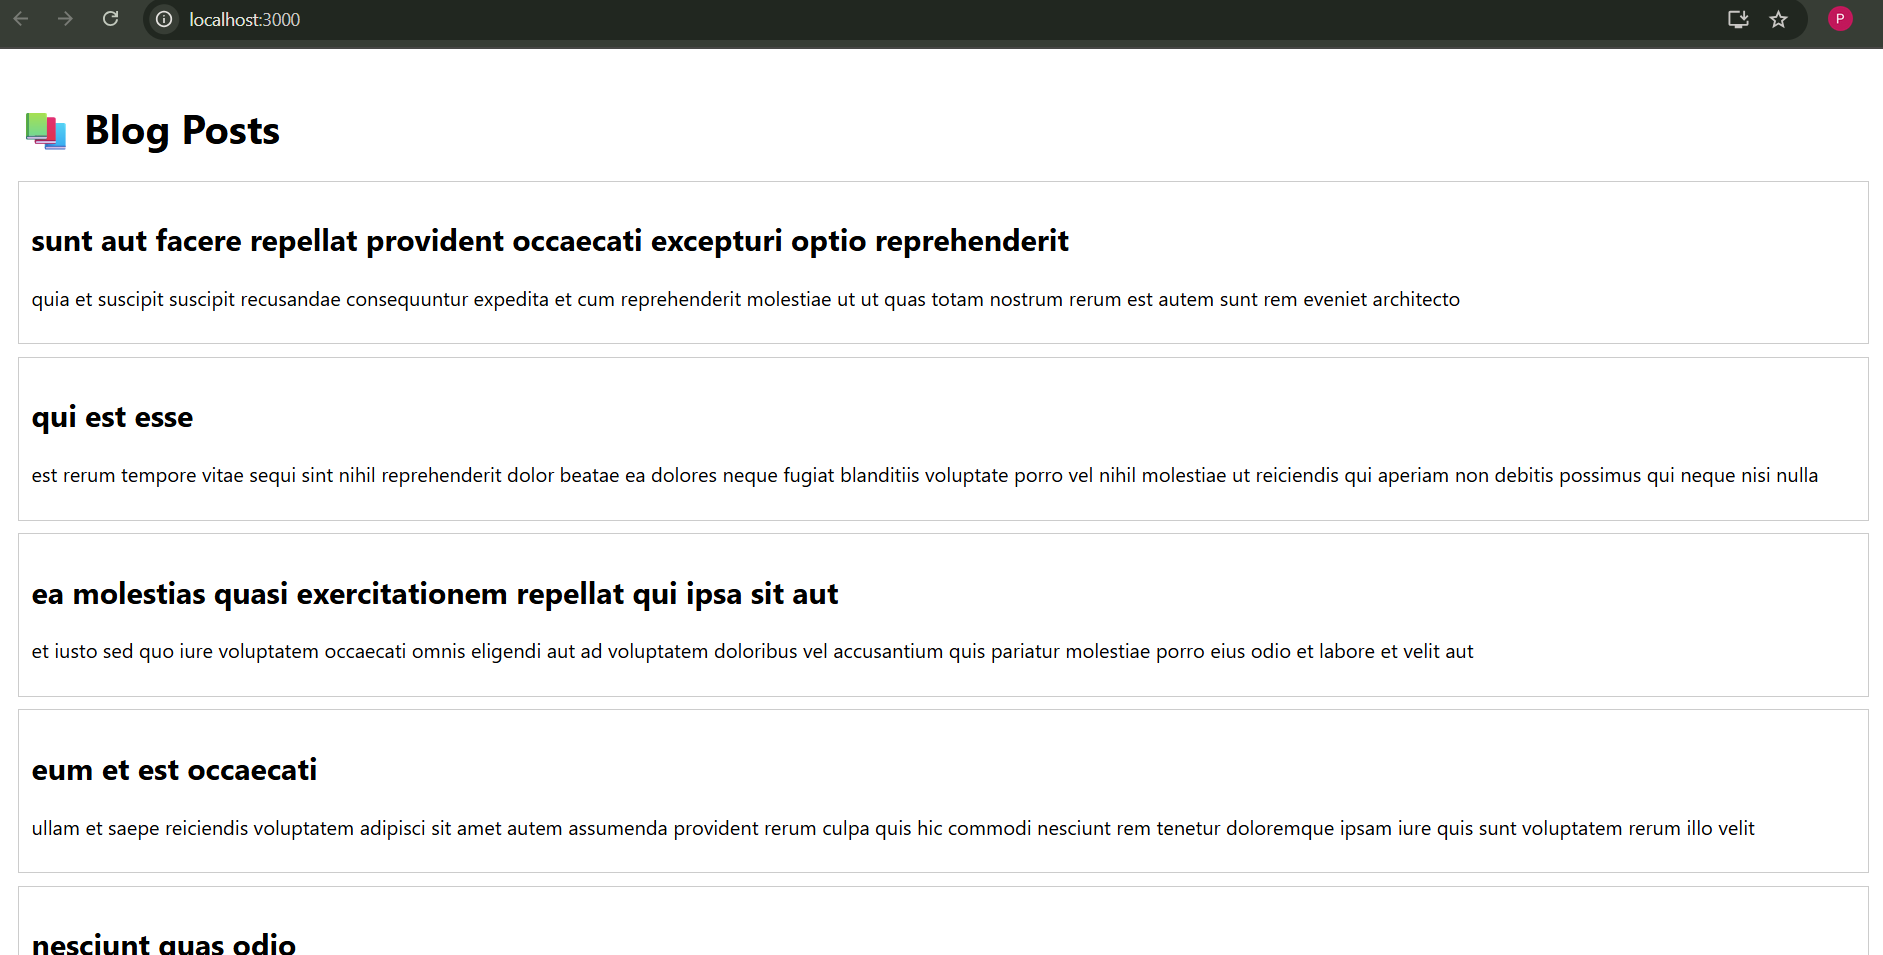 localhost:3000
P
📚 Blog Posts
sunt aut facere repellat provident occaecati excepturi optio reprehenderit
quia et suscipit suscipit recusandae consequuntur expedita et cum reprehenderit molestiae ut ut quas totam nostrum rerum est autem sunt rem eveniet architecto
qui est esse
est rerum tempore vitae sequi sint nihil reprehenderit dolor beatae ea dolores neque fugiat blanditiis voluptate porro vel nihil molestiae ut reiciendis qui aperiam non debitis possimus qui neque nisi nulla
ea molestias quasi exercitationem repellat qui ipsa sit aut
et iusto sed quo iure voluptatem occaecati omnis eligendi aut ad voluptatem doloribus vel accusantium quis pariatur molestiae porro eius odio et labore et velit aut
eum et est occaecati
ullam et saepe reiciendis voluptatem adipisci sit amet autem assumenda provident rerum culpa quis hic commodi nesciunt rem tenetur doloremque ipsam iure quis sunt voluptatem rerum illo velit
nesciunt quas odio